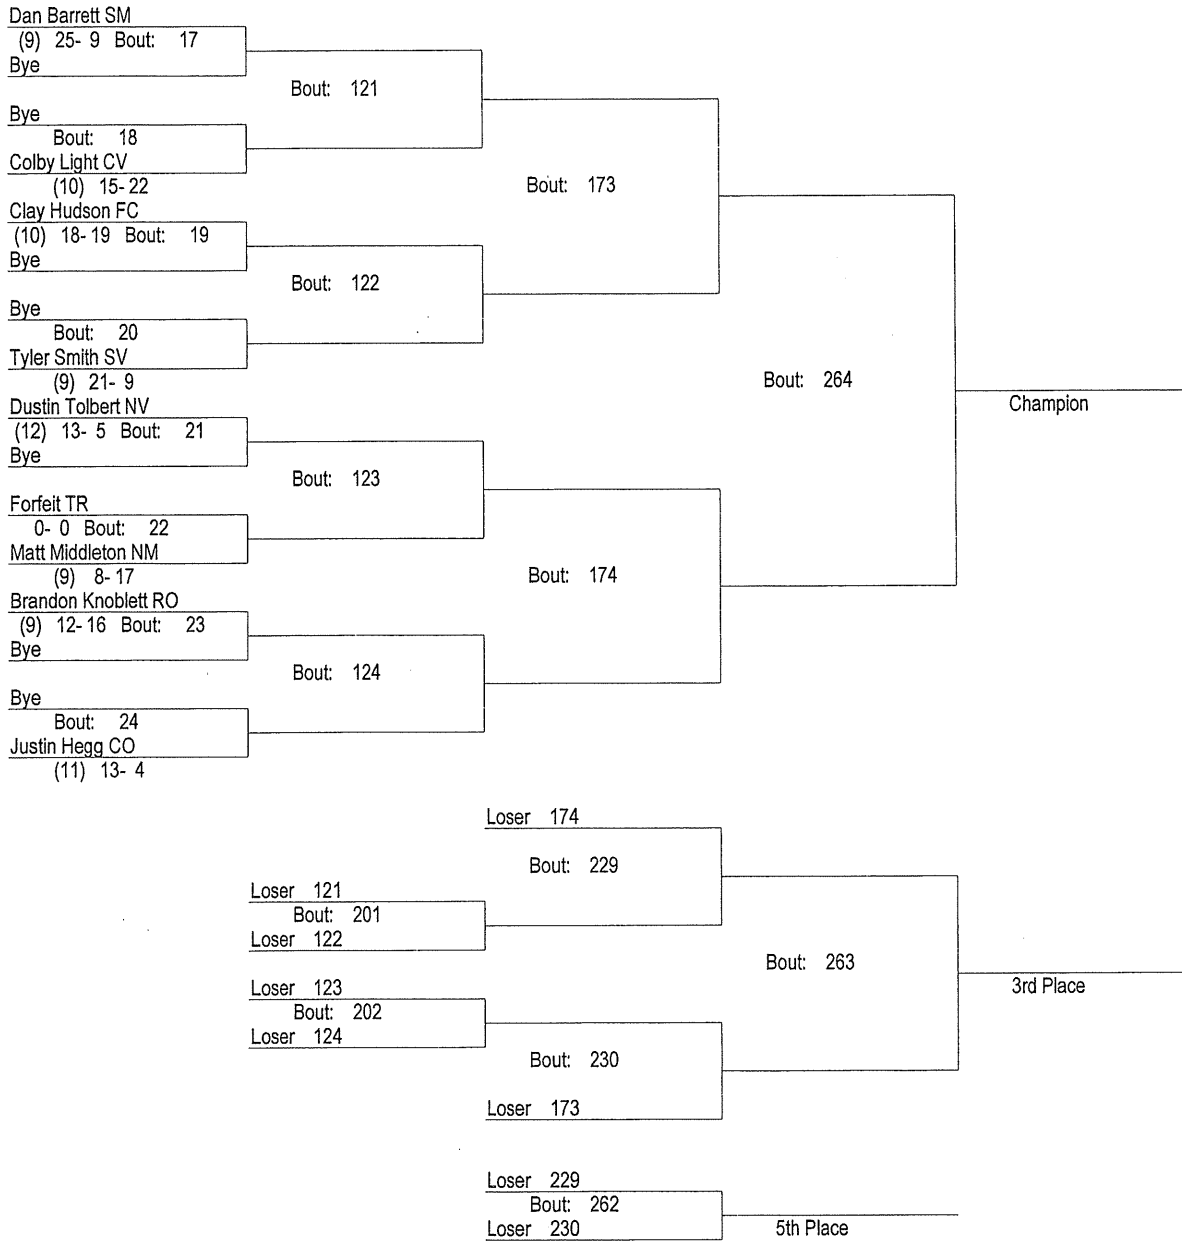 Dan Barrett SM
(9) 25- 9 Bout: 17
Bye
Bout: 121
Bye
Bout: 18
Colby Light CV
(10) 15- 22
Bout: 173
Clay Hudson FC
(10) 18- 19 Bout: 19
Bye
Bout: 122
Bye
Bout: 20
Tyler Smith SV
(9) 21- 9
Bout: 264
Champion
Dustin Tolbert NV
(12) 13- 5 Bout: 21
Bye
Bout: 123
Forfeit TR
0- 0 Bout: 22
Matt Middleton NM
(9) 8- 17
Bout: 174
Brandon Knoblett RO
(9) 12- 16 Bout: 23
Bye
Bout: 124
Bye
Bout: 24
Justin Hegg CO
(11) 13- 4
Loser 174
Bout: 229
Loser 121
Bout: 201
Loser 122
Bout: 263
3rd Place
Loser 123
Bout: 202
Loser 124
Bout: 230
Loser 173
Loser 229
Bout: 262
Loser 230
5th Place